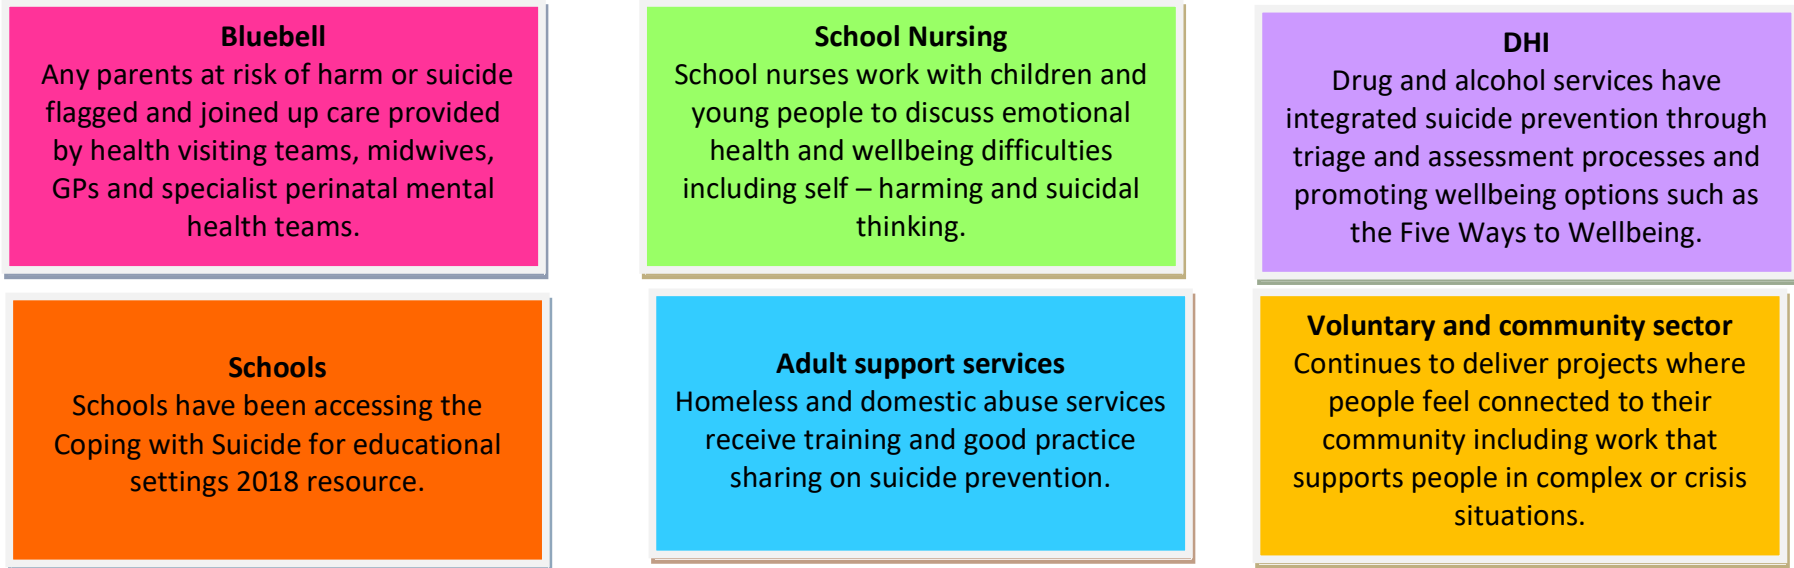 Bluebell
Any parents at risk of harm or suicide
flagged and joined up care provided
by health visiting teams, midwives,
GPs and specialist perinatal mental
health teams.
School Nursing
School nurses work with children and
young people to discuss emotional
health and wellbeing difficulties
including self – harming and suicidal
thinking.
DHI
Drug and alcohol services have
integrated suicide prevention through
triage and assessment processes and
promoting wellbeing options such as
the Five Ways to Wellbeing.
Schools
Schools have been accessing the
Coping with Suicide for educational
settings 2018 resource.
Adult support services
Homeless and domestic abuse services
receive training and good practice
sharing on suicide prevention.
Voluntary and community sector
Continues to deliver projects where
people feel connected to their
community including work that
supports people in complex or crisis
situations.